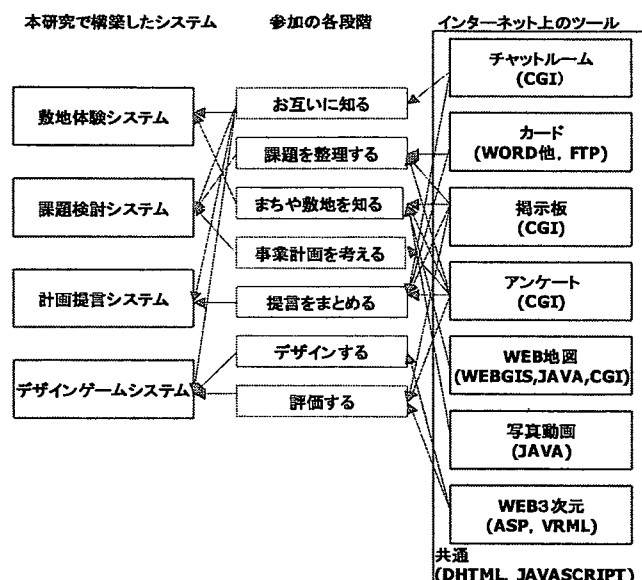 本研究で構築したシステム
参加の各段階
インターネット上のツール
敷地体験システム
課題検討システム
計画提言システム
デザインゲームシステム
お互いに知る
課題を整理する
まちや敷地を知る
事業計画を考える
提言をまとめる
デザインする
評価する
チャットルーム
(CGI)
カード
(WORD他, FTP)
掲示板
(CGI)
アンケート
(CGI)
WEB地図
(WEBGIS,JAVA,CGI)
写真動画
(JAVA)
WEB3次元
(ASP, VRML)
共通
(DHTML, JAVASCRIPT)